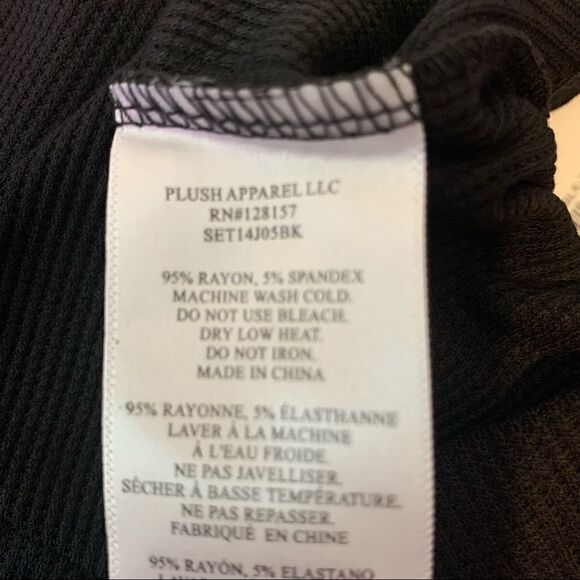 PLUSH APPAREL LLC
RN#128157
SET14J05BK
95% RAYON, 5% SPANDEX
MACHINE WASH COLD.
DO NOT USE BLEACH.
DRY LOW HEAT.
DO NOT IRON.
MADE IN CHINA
95% RAYONNE, 5% ÉLASTHANNE
LAVER À LA MACHINE
À L'EAU FROIDE.
NE PAS JAVELLISER.
SÉCHER À BASSE TEMPÉRATURE.
NE PAS REPASSER.
FABRIQUÉ EN CHINE
95% RAYÓN, 5% ELASTANO